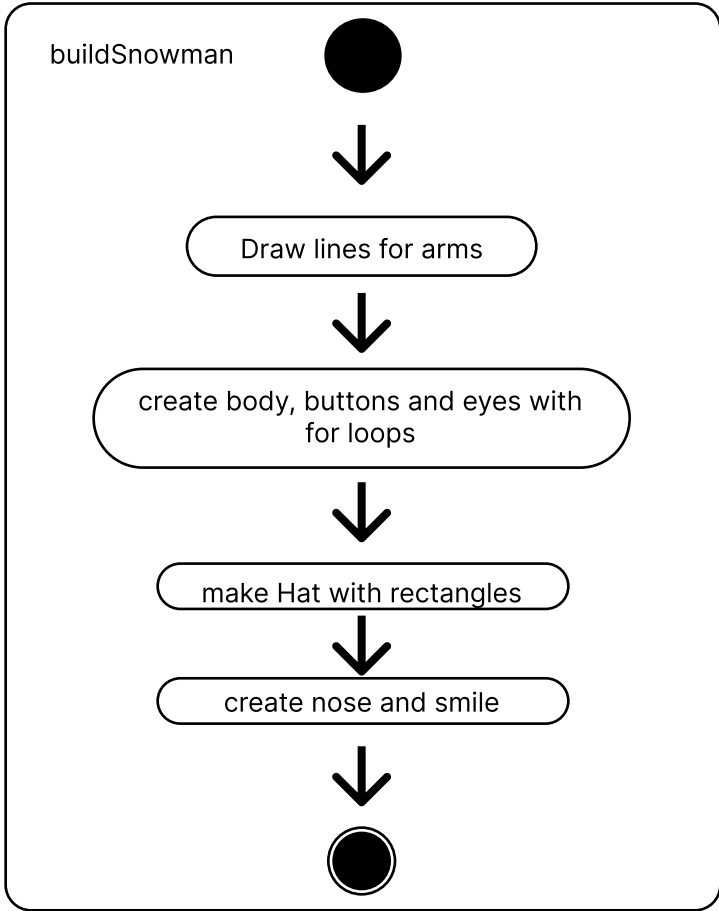 buildSnowman
Draw lines for arms
create body, buttons and eyes with
for loops
make Hat with rectangles
create nose and smile